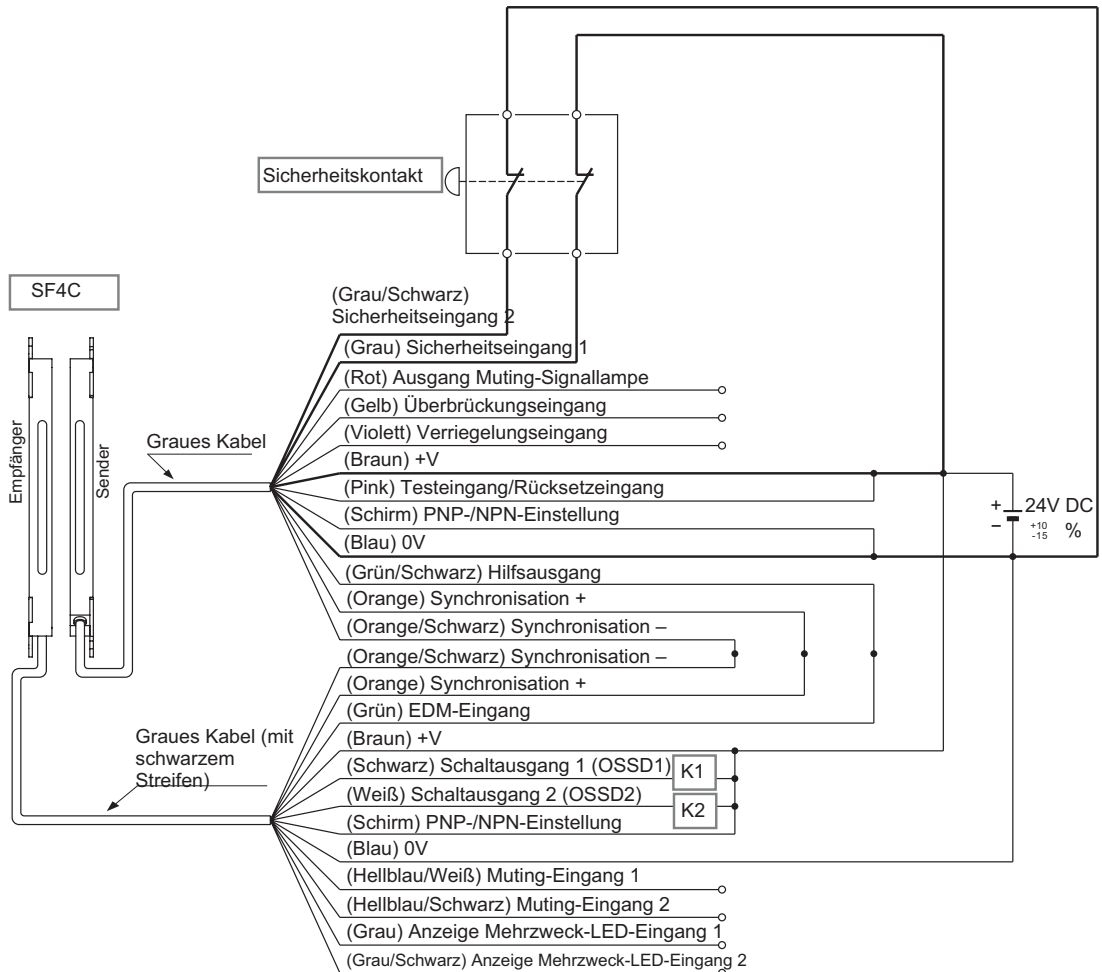 Sicherheitskontakt
SF4C
(Grau/Schwarz)
Sicherheitseingang 2
(Grau) Sicherheitseingang 1
(Rot) Ausgang Muting-Signallampe
(Gelb) Überbrückungseingang
(Violett) Verriegelungseingang
(Braun) +V
(Pink) Testeingang/Rücksetzeingang
(Schirm) PNP-/NPN-Einstellung
(Blau) 0V
(Grün/Schwarz) Hilfsausgang
(Orange) Synchronisation +
(Orange/Schwarz) Synchronisation –
(Orange/Schwarz) Synchronisation –
(Orange) Synchronisation +
(Grün) EDM-Eingang
(Braun) +V
(Schwarz) Schaltausgang 1 (OSSD1)
K1
(Weiß) Schaltausgang 2 (OSSD2)
K2
(Schirm) PNP-/NPN-Einstellung
(Blau) 0V
(Hellblau/Weiß) Muting-Eingang 1
(Hellblau/Schwarz) Muting-Eingang 2
(Grau) Anzeige Mehrzweck-LED-Eingang 1
(Grau/Schwarz) Anzeige Mehrzweck-LED-Eingang 2
Empfänger
Sender
Graues Kabel
Graues Kabel (mit
schwarzem
Streifen)
+ 24V DC
– +10 -15 %